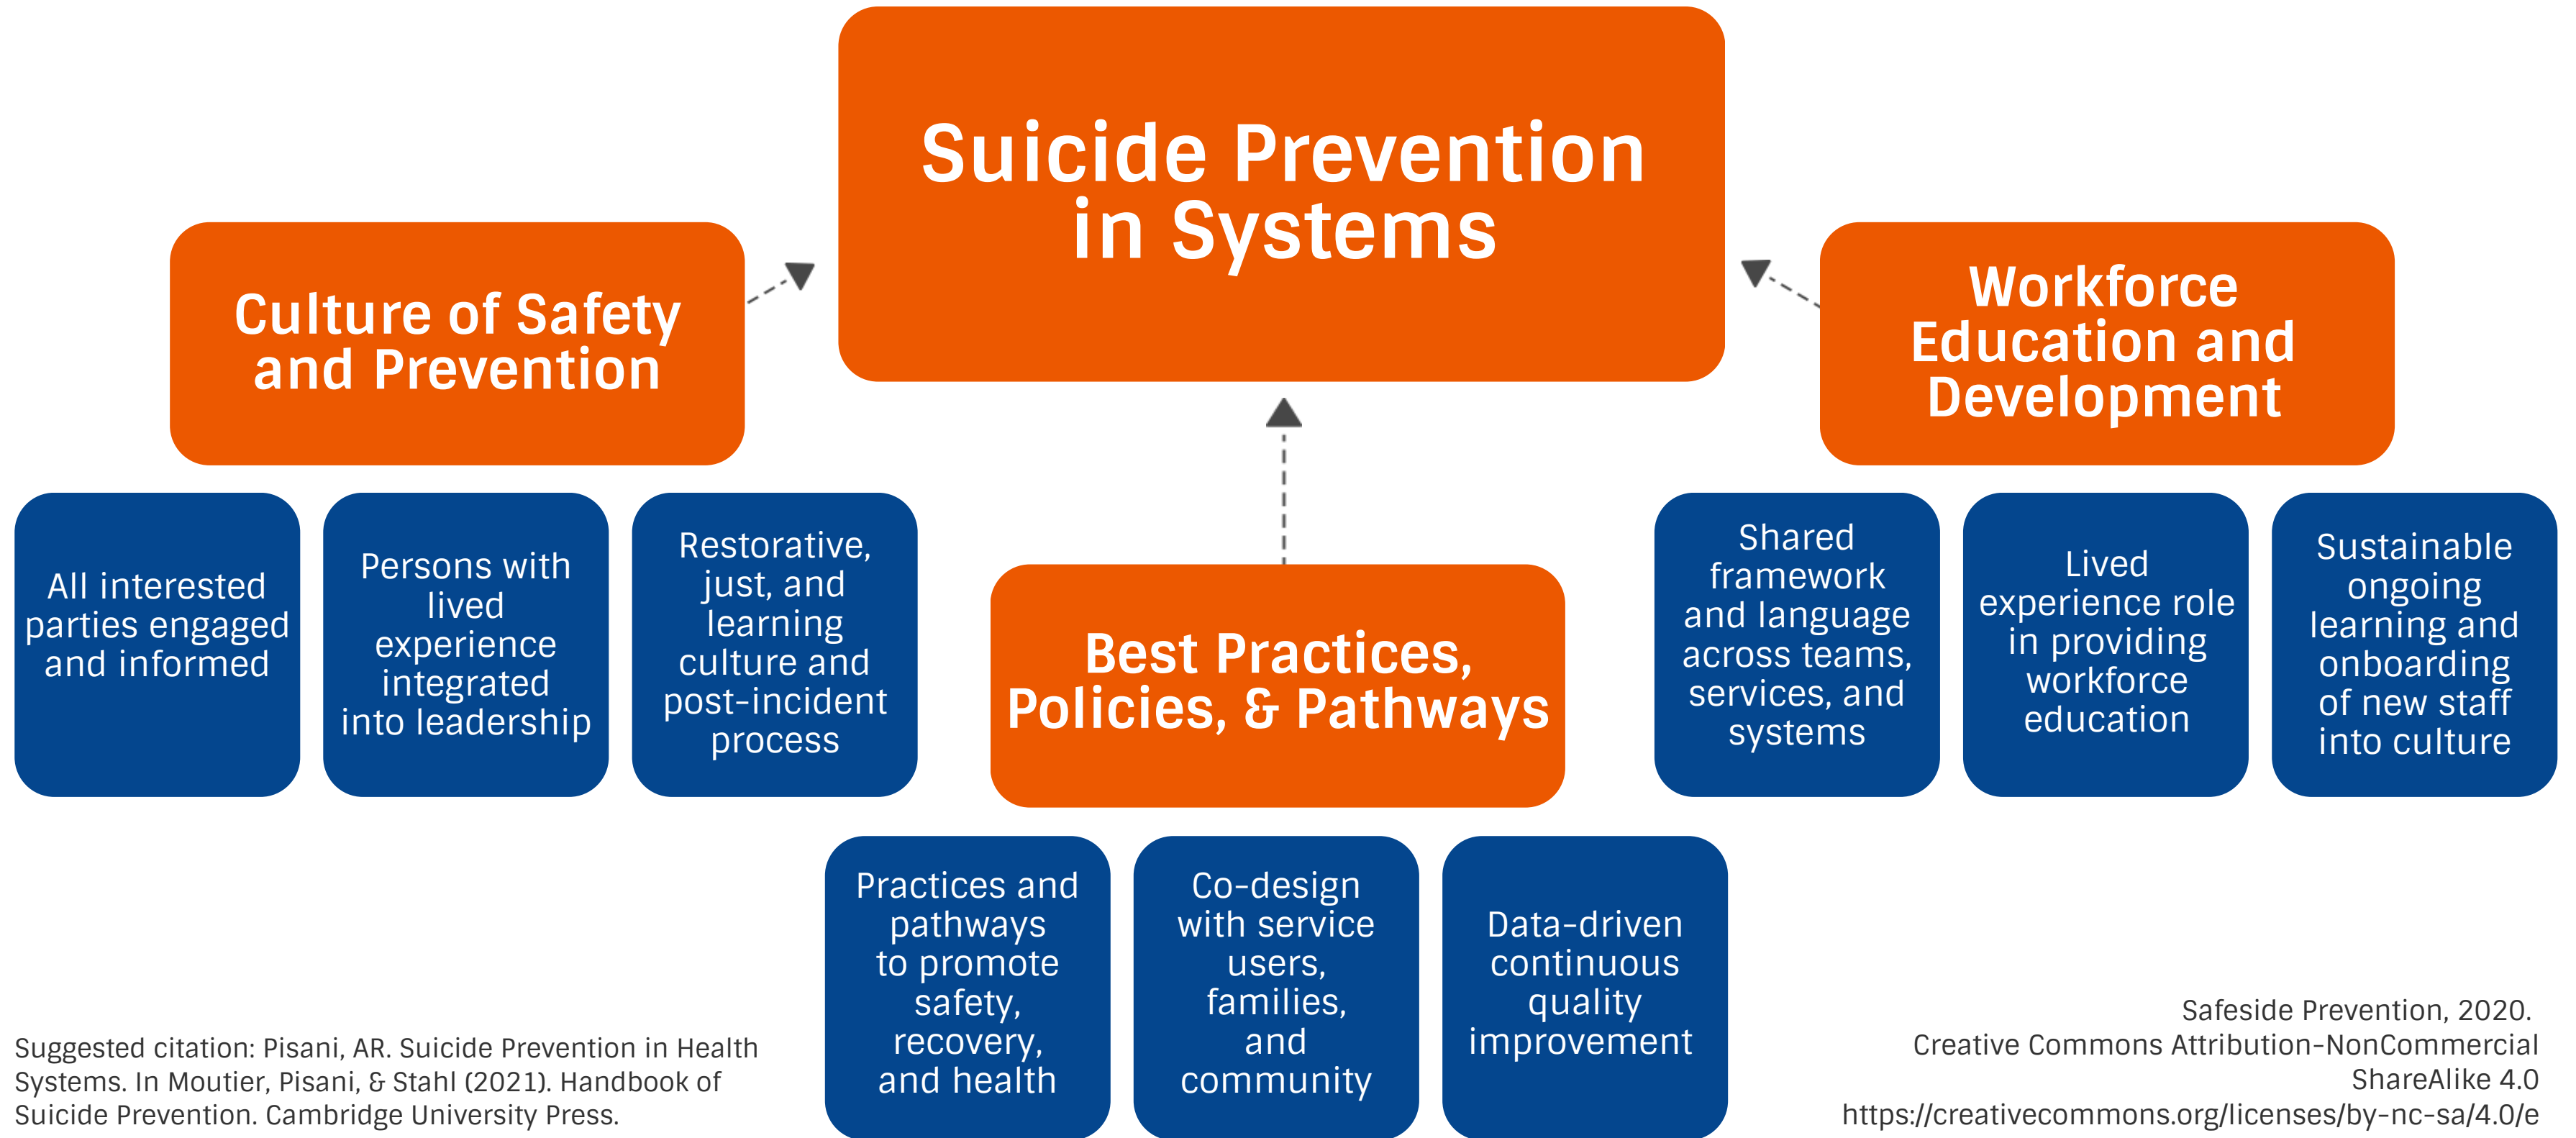 Suicide Prevention
in Systems
Culture of Safety
and Prevention
Workforce
Education and
Development
All interested
parties engaged
and informed
Persons with
lived
experience
integrated
into leadership
Restorative,
just, and
learning
culture and
post-incident
process
Best Practices,
Policies, & Pathways
Shared
framework
and language
across teams,
services, and
systems
Lived
experience role
in providing
workforce
education
Sustainable
ongoing
learning and
onboarding
of new staff
into culture
Practices and
pathways
to promote
safety,
recovery,
and health
Co-design
with service
users,
families,
and
community
Data-driven
continuous
quality
improvement
Suggested citation: Pisani, AR. Suicide Prevention in Health
Systems. In Moutier, Pisani, & Stahl (2021). Handbook of
Suicide Prevention. Cambridge University Press.
Safeside Prevention, 2020.
Creative Commons Attribution-NonCommercial
ShareAlike 4.0
https://creativecommons.org/licenses/by-nc-sa/4.0/e